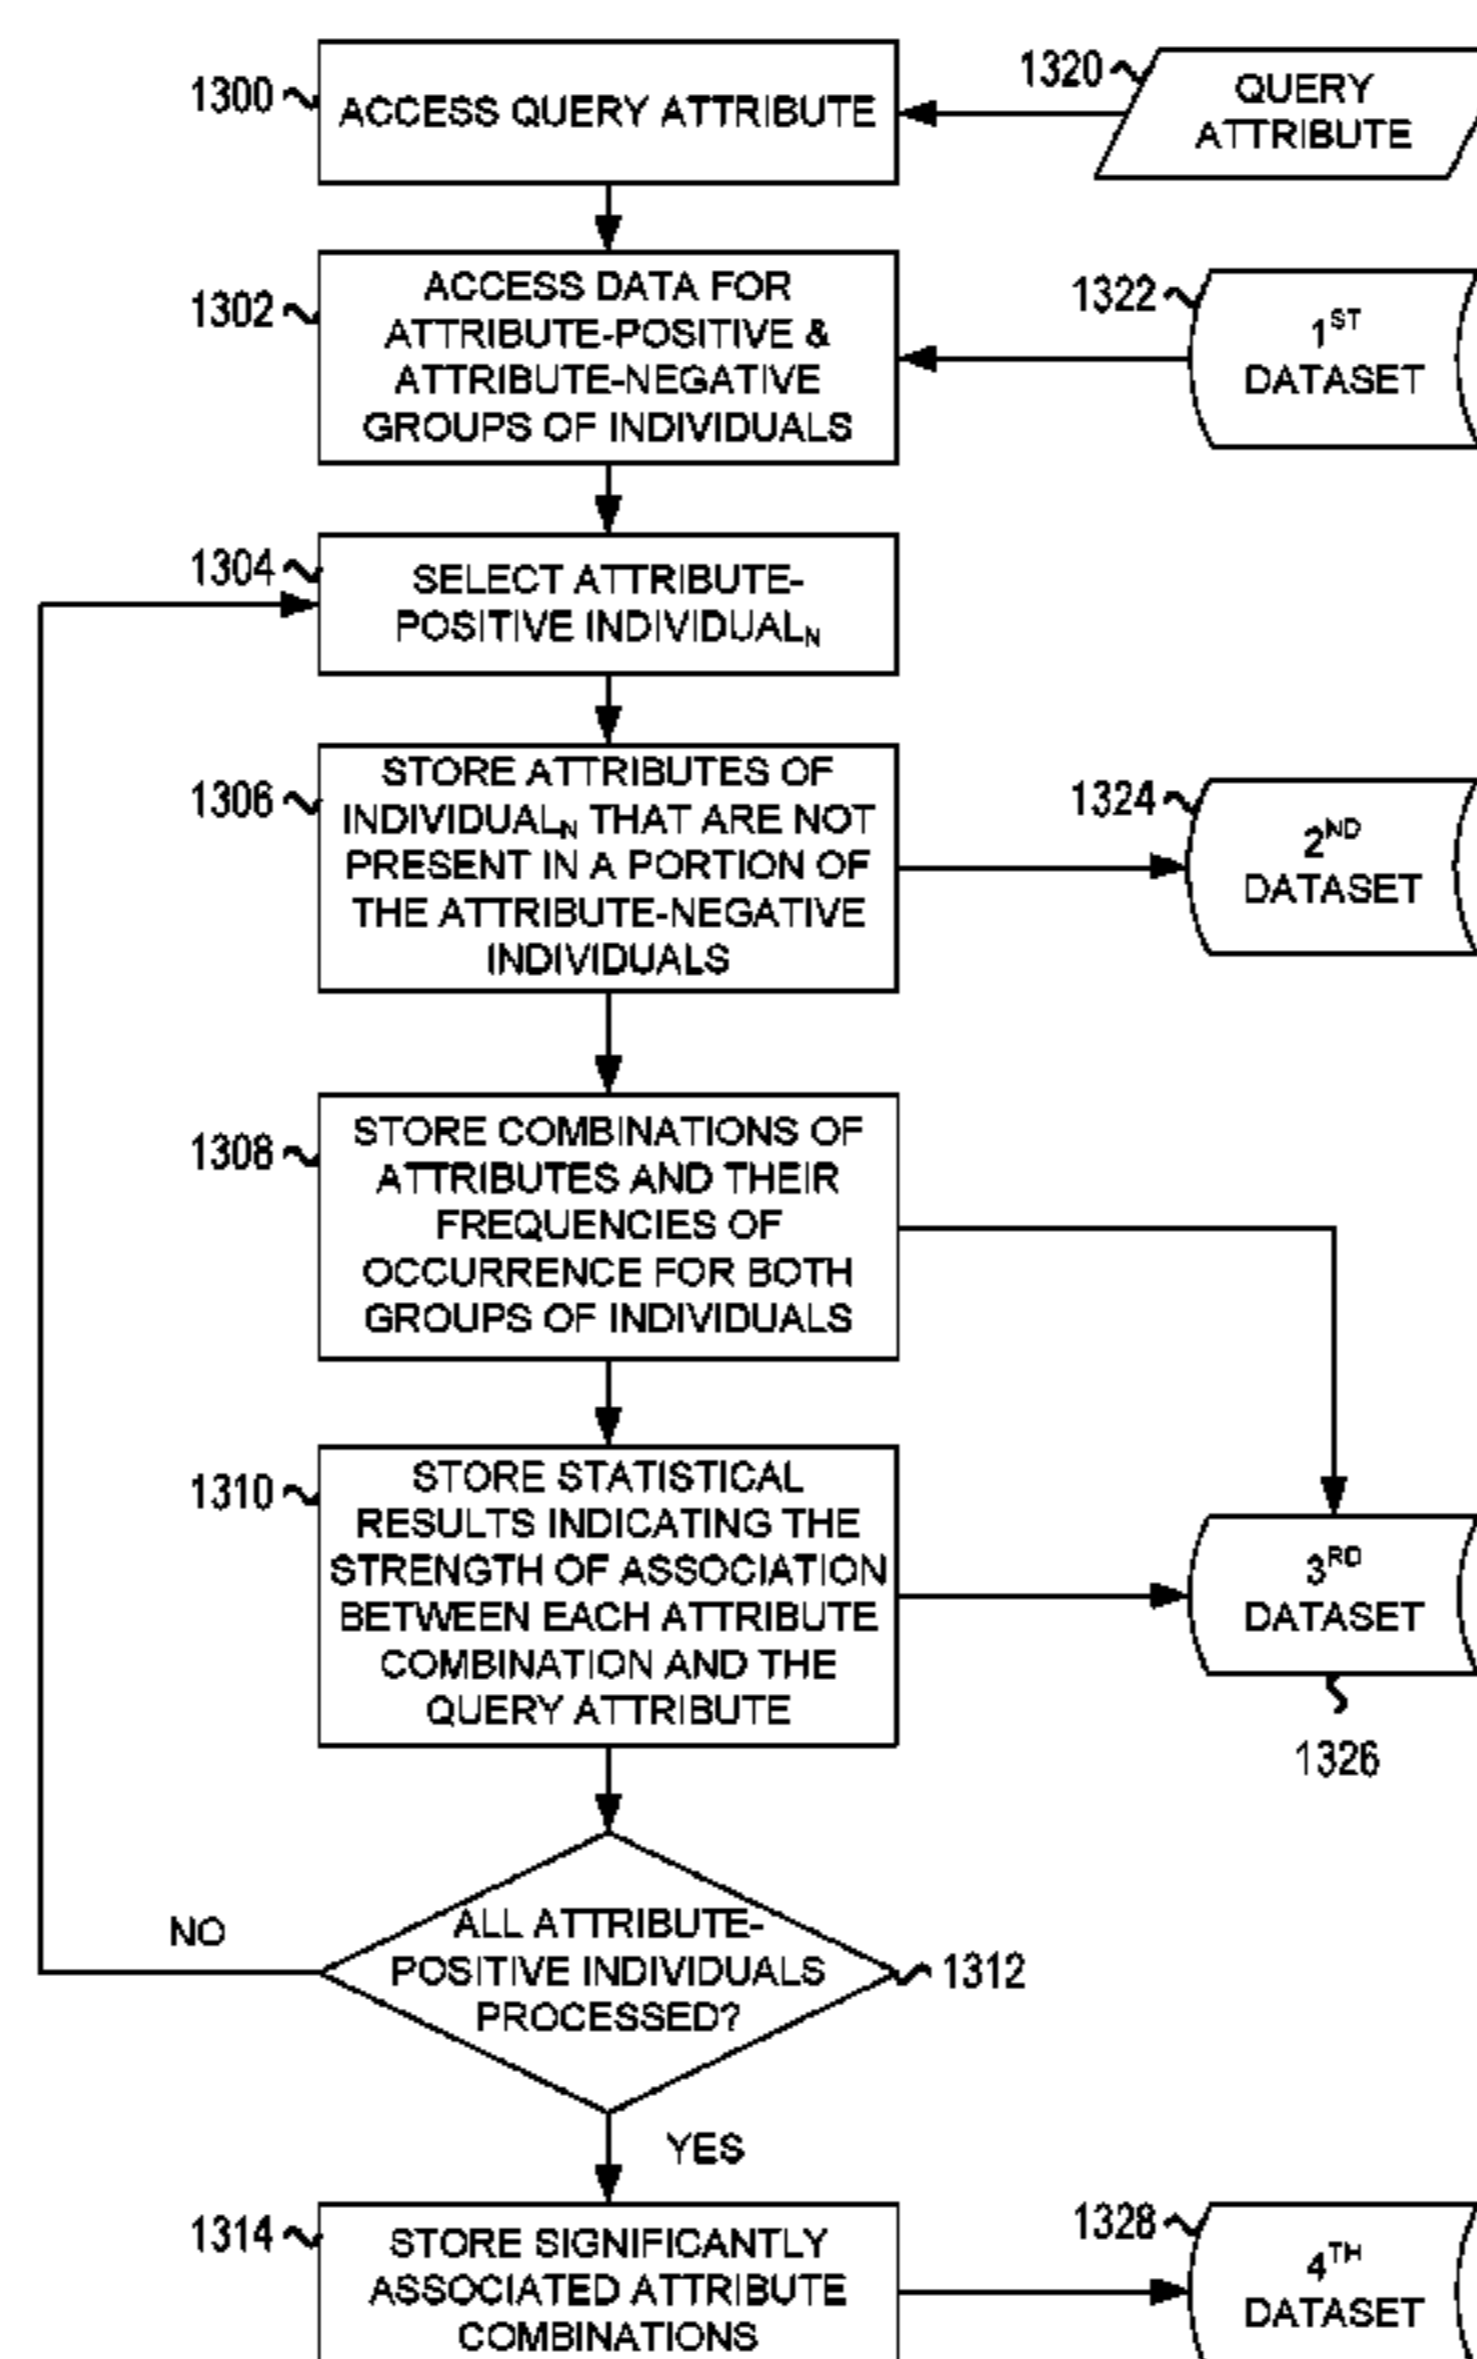 1300
ACCESS QUERY ATTRIBUTE
1320
QUERY
ATTRIBUTE
1302
ACCESS DATA FOR
ATTRIBUTE-POSITIVE &
ATTRIBUTE-NEGATIVE
GROUPS OF INDIVIDUALS
1322
1ST
DATASET
1304
SELECT ATTRIBUTE-
POSITIVE INDIVIDUALN
1306
STORE ATTRIBUTES OF
INDIVIDUALN THAT ARE NOT
PRESENT IN A PORTION OF
THE ATTRIBUTE-NEGATIVE
INDIVIDUALS
1324
2ND
DATASET
1308
STORE COMBINATIONS OF
ATTRIBUTES AND THEIR
FREQUENCIES OF
OCCURRENCE FOR BOTH
GROUPS OF INDIVIDUALS
1310
STORE STATISTICAL
RESULTS INDICATING THE
STRENGTH OF ASSOCIATION
BETWEEN EACH ATTRIBUTE
COMBINATION AND THE
QUERY ATTRIBUTE
3RD
DATASET
1326
NO
ALL ATTRIBUTE-
POSITIVE INDIVIDUALS
PROCESSED?
1312
YES
1314
STORE SIGNIFICANTLY
ASSOCIATED ATTRIBUTE
COMBINATIONS
1328
4TH
DATASET